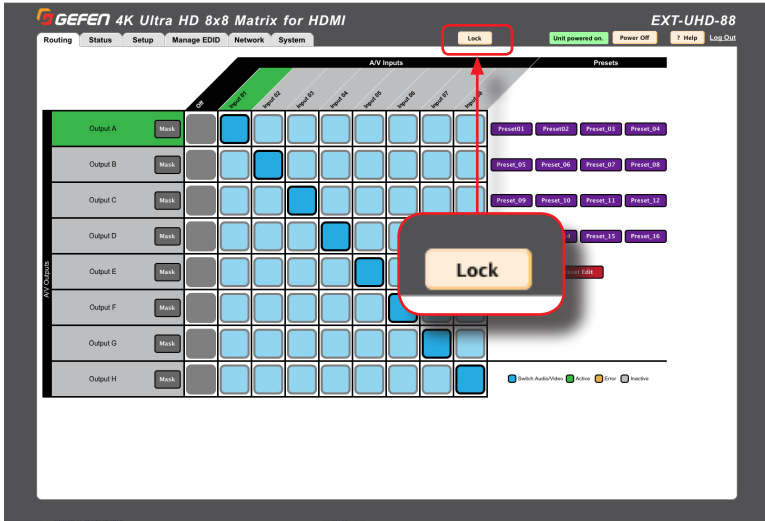 GEFEN 4K Ultra HD 8x8 Matrix for HDMI EXT-UHD-88
Routing Status Setup Manage EDID Network System Lock Unit powered on. Power Off ? Help Log Out
A/V Inputs Presets
Off Input 01 Input 02 Input 03 Input 04 Input 05 Input 06 Input 07 Input 08
Output A Mask Preset01 Preset02 Preset_03 Preset_04
Output B Mask Preset_05 Preset_06 Preset_07 Preset_08
Output C Mask Preset_09 Preset_10 Preset_11 Preset_12
Output D Mask 4 Preset_15 Preset_16
A/V Outputs
Output E Mask Lock Edit
Output F Mask
Output G Mask
Output H Mask Switch Audio/Video Active Error Inactive